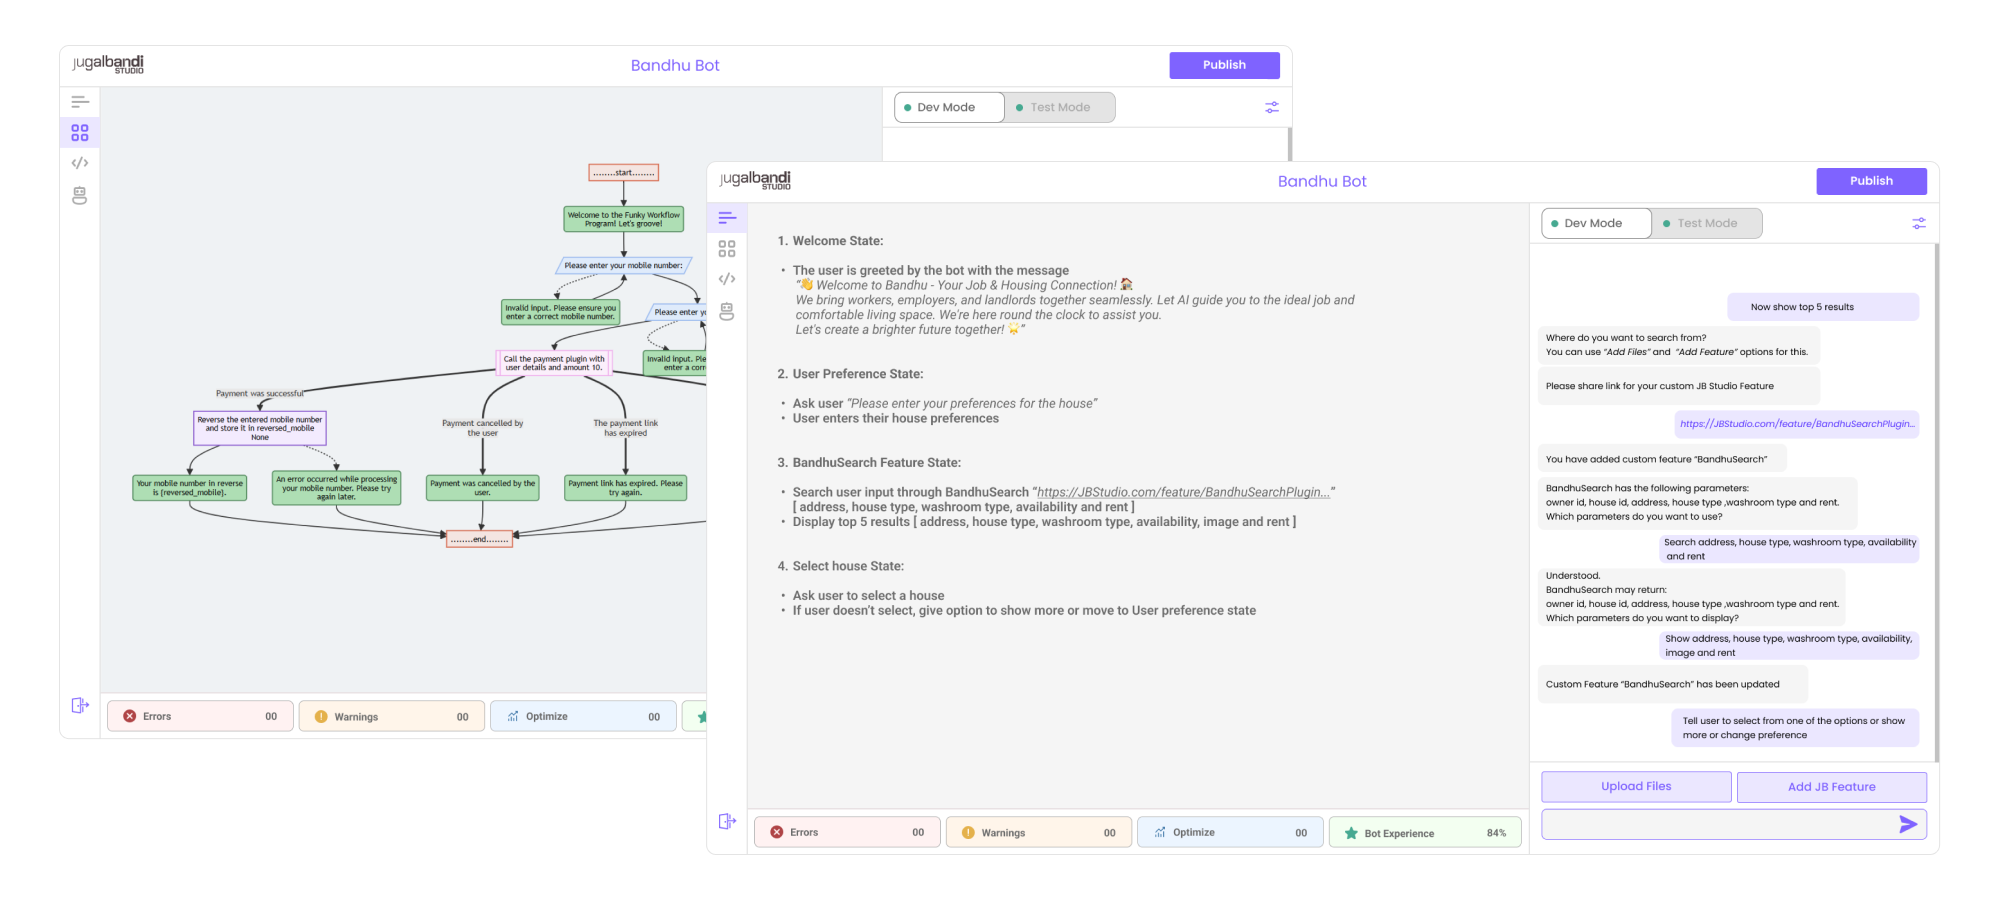 jugalbandi
STUDIO
Bandhu Bot
Publish
Dev Mode
Test Mode
........start........
Welcome to the Funky Workflow
Program! Let's groove!
Please enter your mobile number:
Invalid input. Please ensure you
enter a correct mobile number.
Please enter
Invalid input.
enter a
Call the payment plugin with
user details and amount 10.
Payment was successful
Reverse the entered mobile number
and store it in reversed_mobile
None
Payment cancelled by
the user
The payment link
has expired
Your mobile number in reverse
is {reversed_mobile}.
An error occurred while processing
your mobile number. Please try
again later.
Payment was cancelled by the
user.
Payment link has expired. Please
try again.
........end........
Errors 00
Warnings 00
Optimize 00
jugalbandi
STUDIO
Bandhu Bot
Publish
1. Welcome State:
• The user is greeted by the bot with the message
"👋 Welcome to Bandhu - Your Job & Housing Connection! 🏠
We bring workers, employers, and landlords together seamlessly. Let AI guide you to the ideal job and
comfortable living space. We're here round the clock to assist you.
Let's create a brighter future together! 🌟"
2. User Preference State:
• Ask user "Please enter your preferences for the house"
• User enters their house preferences
3. BandhuSearch Feature State:
• Search user input through BandhuSearch "https://JBStudio.com/feature/BandhuSearchPlugin..."
[ address, house type, washroom type, availability and rent ]
• Display top 5 results [ address, house type, washroom type, availability, image and rent ]
4. Select house State:
• Ask user to select a house
• If user doesn't select, give option to show more or move to User preference state
Dev Mode
Test Mode
Now show top 5 results
Where do you want to search from?
You can use "Add Files" and "Add Feature" options for this.
Please share link for your custom JB Studio Feature
https://JBStudio.com/feature/BandhuSearchPlugin...
You have added custom feature "BandhuSearch"
BandhuSearch has the following parameters:
owner id, house id, address, house type ,washroom type and rent.
Which parameters do you want to use?
Search address, house type, washroom type, availability
and rent
Understood.
BandhuSearch may return:
owner id, house id, address, house type ,washroom type and rent.
Which parameters do you want to display?
Show address, house type, washroom type, availability,
image and rent
Custom Feature "BandhuSearch" has been updated
Tell user to select from one of the options or show
more or change preference
Upload Files
Add JB Feature
Errors 00
Warnings 00
Optimize 00
Bot Experience 84%